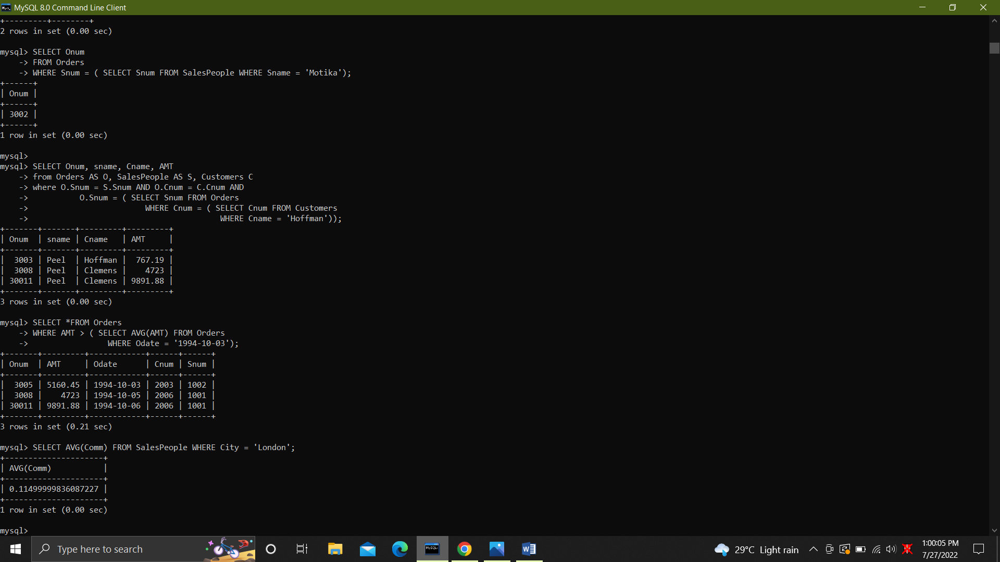 MySQL 8.0 Command Line Client
+---------+--------+
2 rows in set (0.00 sec)
mysql> SELECT Onum
    -> FROM Orders
    -> WHERE Snum = ( SELECT Snum FROM SalesPeople WHERE Sname = 'Motika');
+------+
| Onum |
+------+
| 3002 |
+------+
1 row in set (0.00 sec)
mysql>
mysql> SELECT Onum, sname, Cname, AMT
    -> from Orders AS O, SalesPeople AS S, Customers C
    -> where O.Snum = S.Snum AND O.Cnum = C.Cnum AND
    ->           O.Snum = ( SELECT Snum FROM Orders
    ->                         WHERE Cnum = ( SELECT Cnum FROM Customers
    ->                                         WHERE Cname = 'Hoffman'));
+-------+-------+---------+---------+
| Onum  | sname | Cname   | AMT     |
+-------+-------+---------+---------+
|  3003 | Peel  | Hoffman |  767.19 |
|  3008 | Peel  | Clemens |    4723 |
| 30011 | Peel  | Clemens | 9891.88 |
+-------+-------+---------+---------+
3 rows in set (0.00 sec)
mysql> SELECT *FROM Orders
    -> WHERE AMT > ( SELECT AVG(AMT) FROM Orders
    ->                 WHERE Odate = '1994-10-03');
+-------+---------+------------+------+------+
| Onum  | AMT     | Odate      | Cnum | Snum |
+-------+---------+------------+------+------+
|  3005 | 5160.45 | 1994-10-03 | 2003 | 1002 |
|  3008 |    4723 | 1994-10-05 | 2006 | 1001 |
| 30011 | 9891.88 | 1994-10-06 | 2006 | 1001 |
+-------+---------+------------+------+------+
3 rows in set (0.21 sec)
mysql> SELECT AVG(Comm) FROM SalesPeople WHERE City = 'London';
+---------------------+
| AVG(Comm)           |
+---------------------+
| 0.11499999836087227 |
+---------------------+
1 row in set (0.00 sec)
mysql>
Type here to search
29°C Light rain
1:00:05 PM
7/27/2022